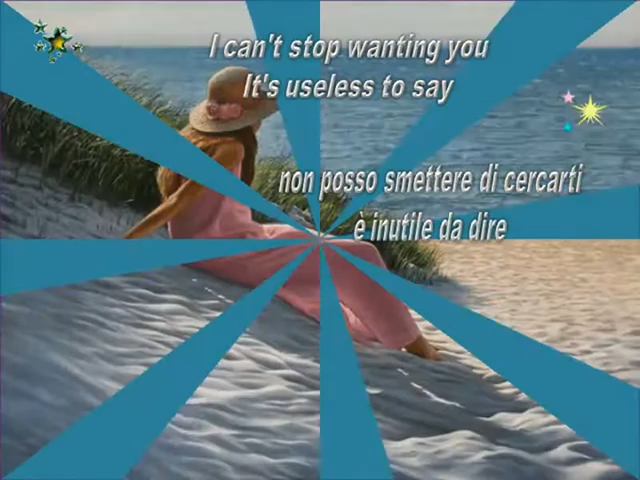 I can't stop wanting you
It's useless to say
non posso smettere di cercarti
è inutile da dire